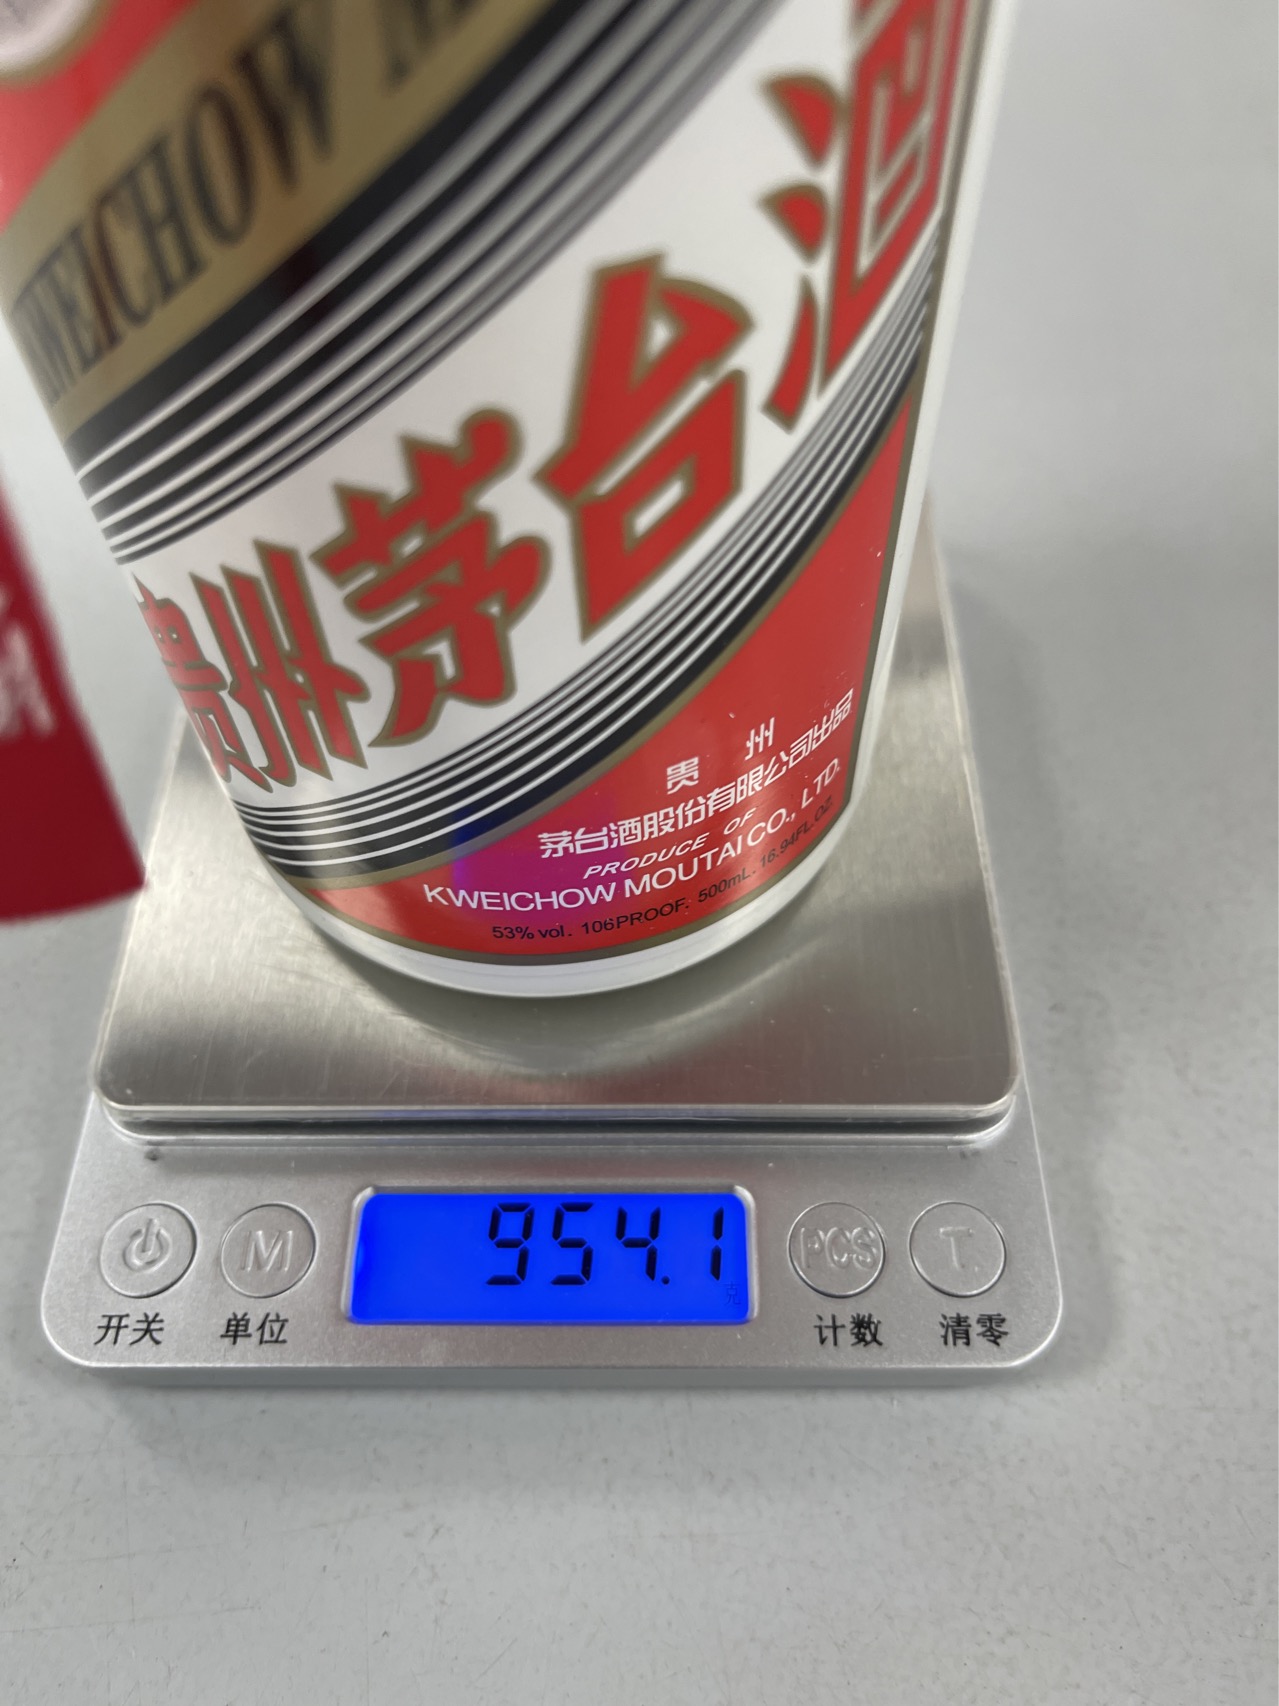 KWEICHOW
贵州茅台酒
贵州
茅台酒股份有限公司出品
PRODUCE OF
KWEICHOW MOUTAI CO., LTD.
53% vol. 106PROOF. 500mL. 16.94FL.OZ.
954.1
克
M
PCS
T
开关
单位
计数
清零